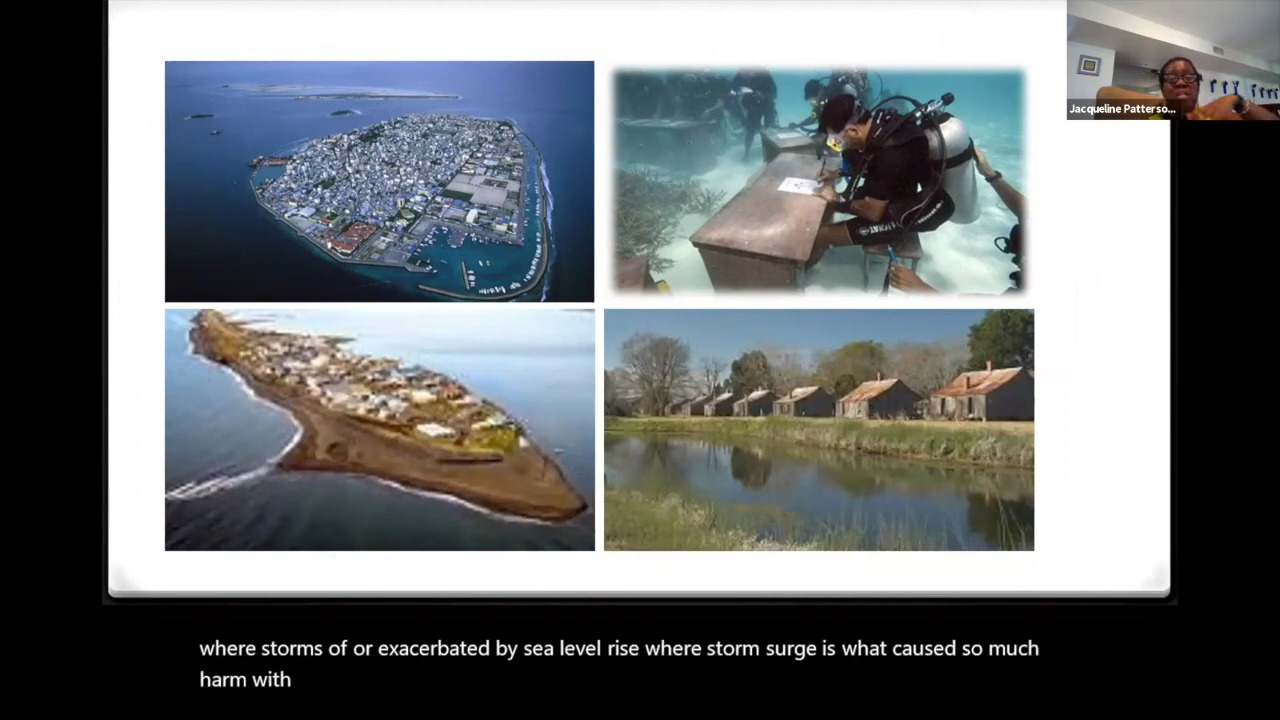 Jacqueline Patterso...
where storms of or exacerbated by sea level rise where storm surge is what caused so much
harm with